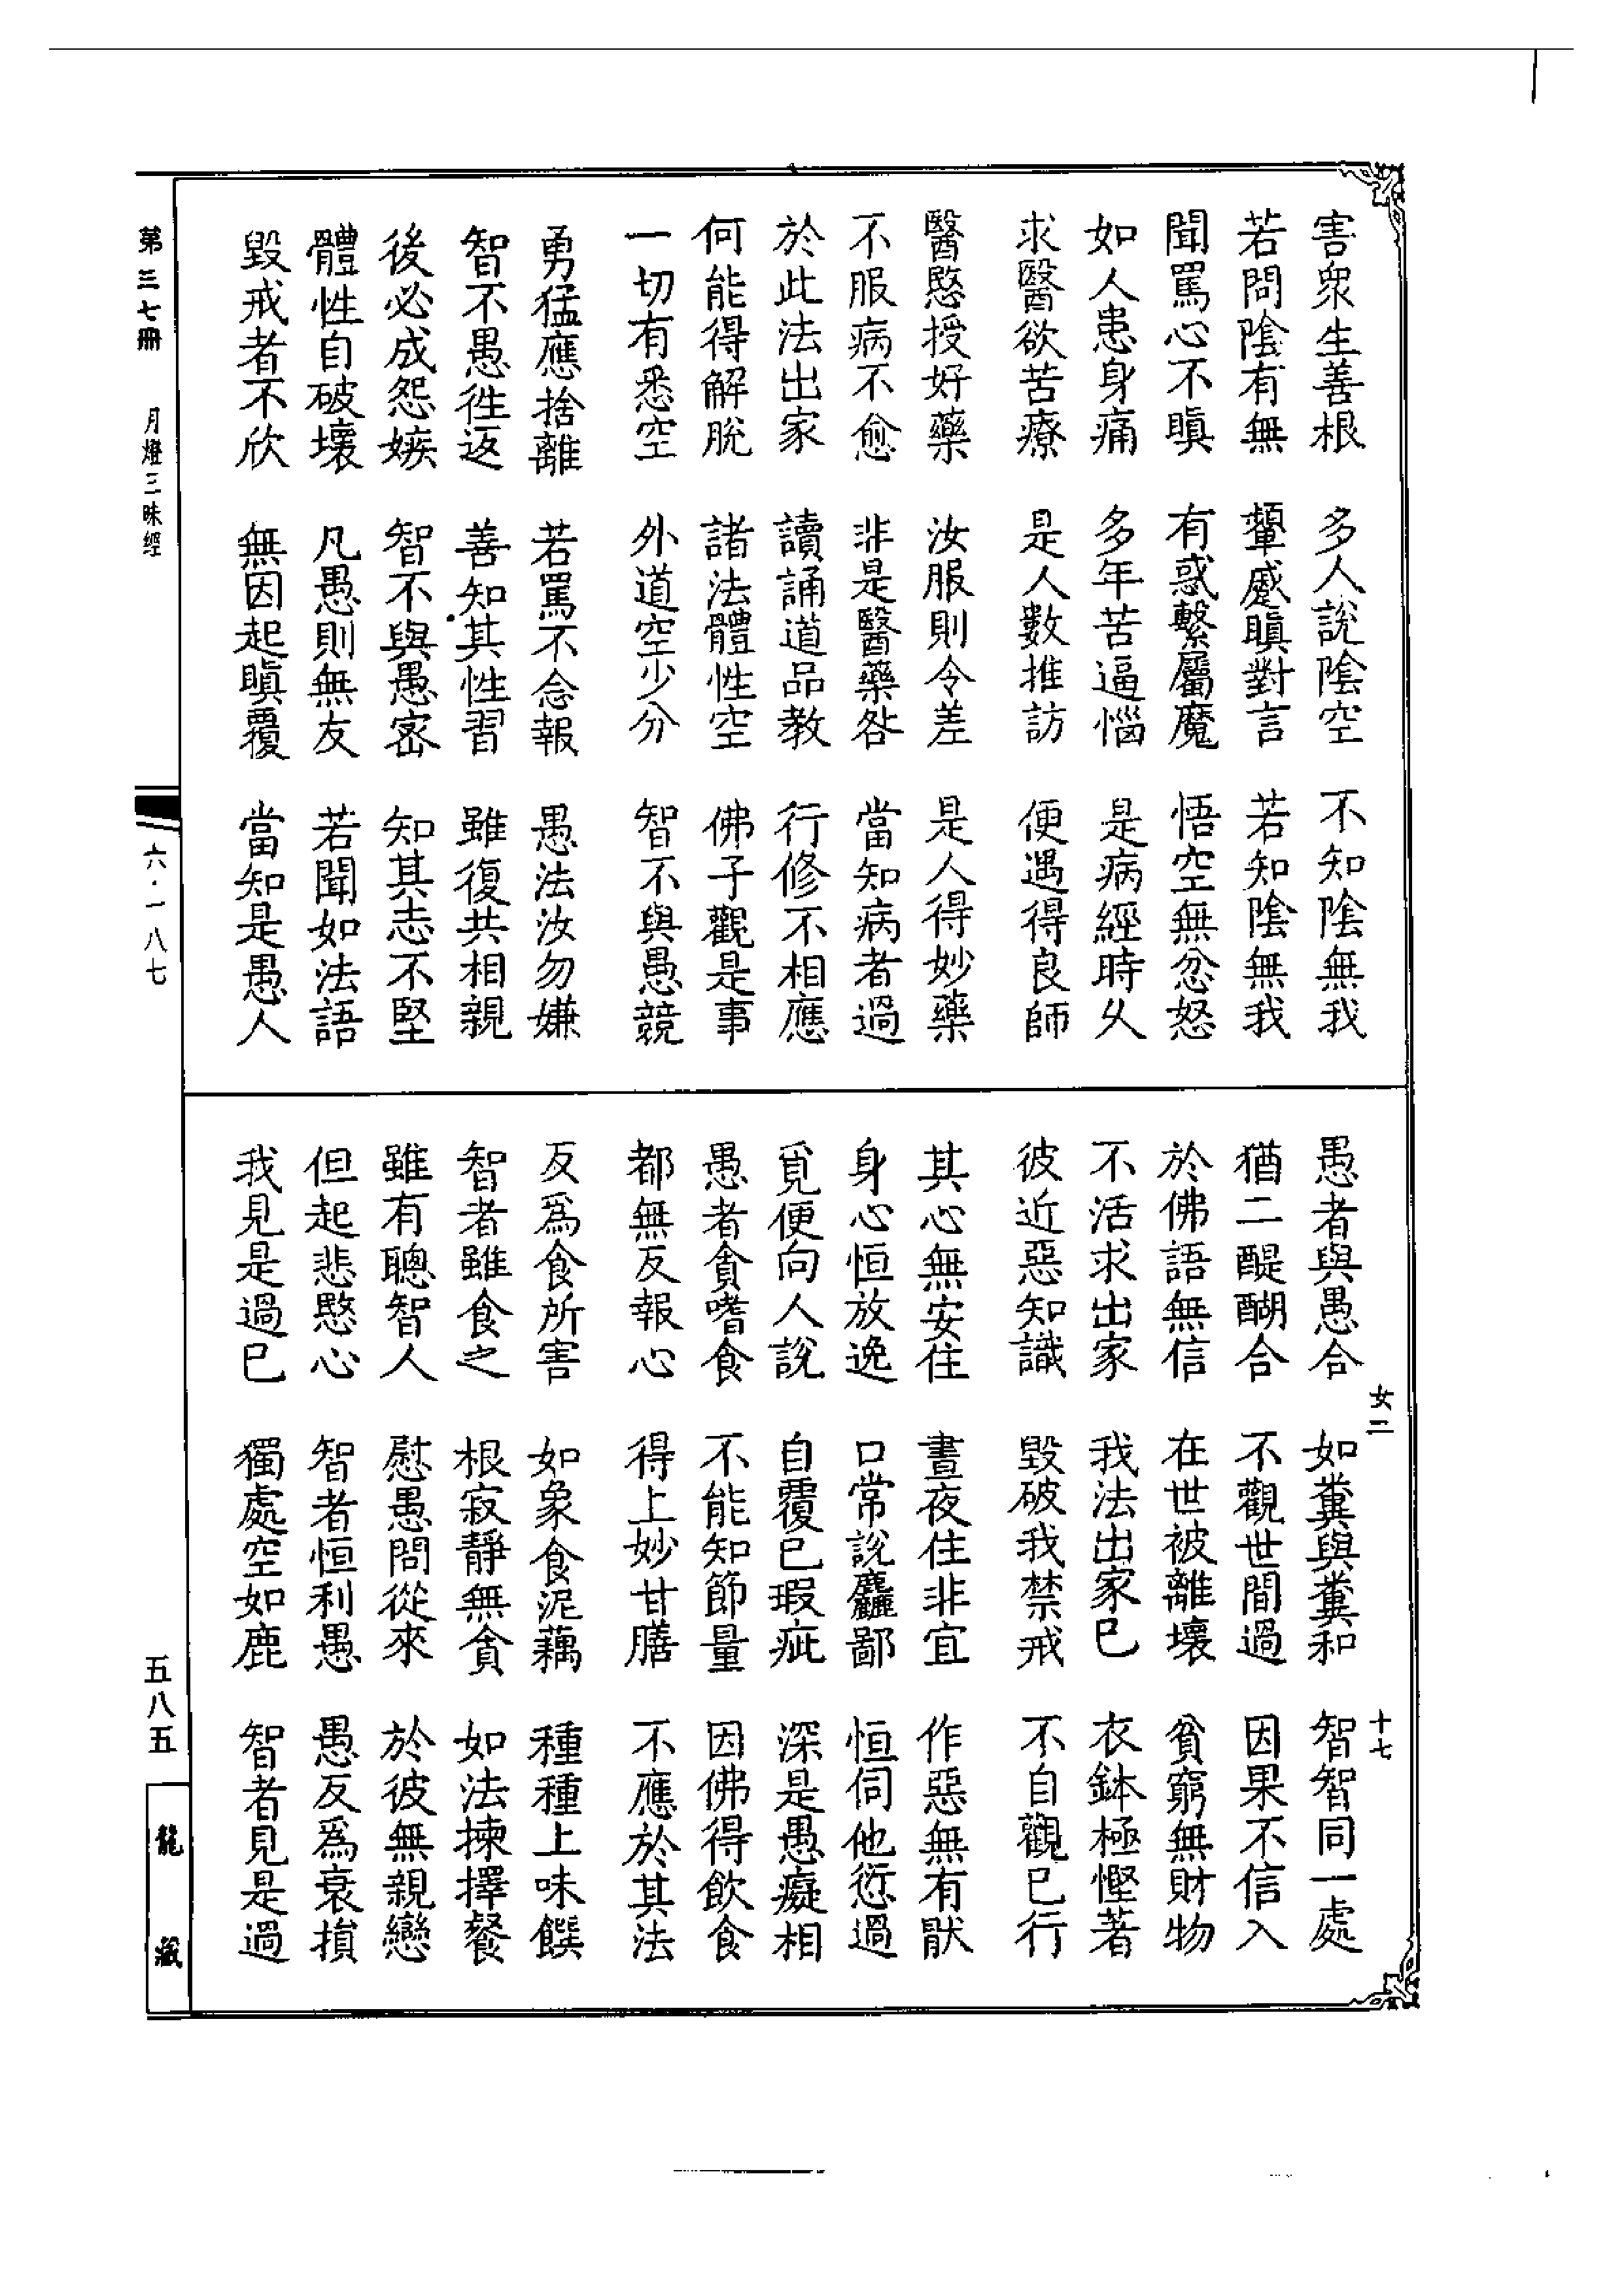 害衆生善根　多人說陰空　不知陰無我
若問陰有無　顰蹙瞋對言　若知陰無我
聞罵心不瞋　有惑繫屬魔　悟空無忿怒
如人患身痛　多年苦逼惱　是病經時久
求醫欲苦療　是人數推訪　便遇得良師
醫愍授好藥　汝服則令差　是人得妙藥
不服病不愈　非是醫藥咎　當知病者過
於此法出家　讀誦道品教　行修不相應
何能得解脫　諸法體性空　佛子觀是事
一切有悉空　外道空少分　智不與愚競
勇猛應捨離　若罵不念報　愚法汝勿嫌
智不愚徃返　善知其性習　雖復共相親
後必成怨嫉　智不與愚密　知其志不堅
體性自破壞　凡愚則無友　若聞如法語
毀戒者不欣　無因起瞋覆　當知是愚人
愚者與愚合　如糞與糞和　智智同一處
猶二醍醐合　不觀世間過　因果不信入
於佛語無信　在世被離壞　貧窮無財物
不活求出家　我法出家已　衣鉢極慳著
彼近惡知識　毀破我禁戒　不自觀已行
其心無安住　晝夜住非宜　作惡無有猒
身心恒放逸　口常說麤鄙　恒伺他愆過
覓便向人說　自覆已瑕疵　深是愚癡相
愚者貪嗜食　不能知節量　因佛得飲食
都無反報心　得上妙甘膳　不應於其法
反爲食所害　如象食泥藕　種種上味饌
智者雖食之　根寂靜無貪　如法揀擇餐
雖有聰智人　慰愚問從來　於彼無親戀
但起悲愍心　智者恒利愚　愚反爲衰損
我見是過已　獨處空如鹿　智者見是過
女二
十七
第三七冊　月燈三昧經
六·一八七
五八五
龍藏